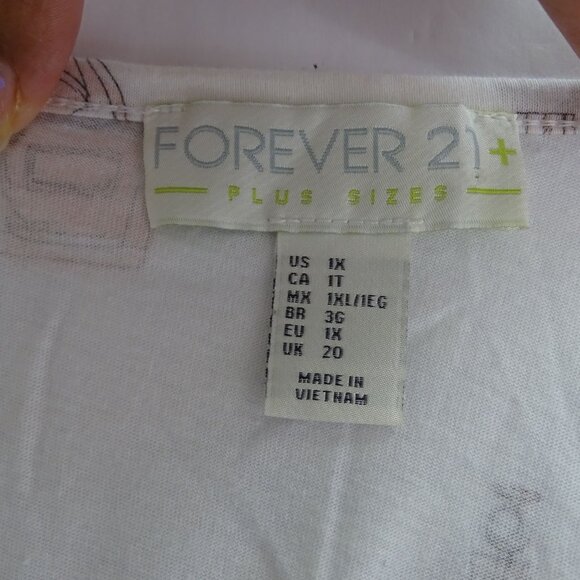 FOREVER 21+
PLUS SIZES
US 1X
CA 1T
MX 1XL/1EG
BR 3G
EU 1X
UK 20
MADE IN
VIETNAM